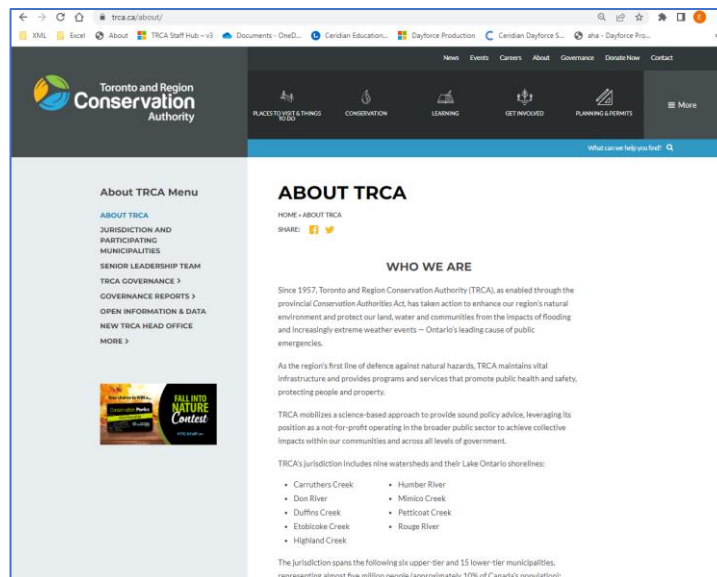 trca.ca/about/
XML Excel About TRCA Staff Hub – v3 Documents - OneD... Ceridian Education... Dayforce Production Ceridian Dayforce S... aha - Dayforce Pro...
News Events Careers About Governance Donate Now Contact
Toronto and Region
Conservation
Authority
PLACES TO VISIT & THINGS
TO DO
CONSERVATION
LEARNING
GET INVOLVED
PLANNING & PERMITS
More
What can we help you find?
About TRCA Menu
ABOUT TRCA
JURISDICTION AND
PARTICIPATING
MUNICIPALITIES
SENIOR LEADERSHIP TEAM
TRCA GOVERNANCE >
GOVERNANCE REPORTS >
OPEN INFORMATION & DATA
NEW TRCA HEAD OFFICE
MORE >
FALL INTO
NATURE
Contest
ABOUT TRCA
HOME » ABOUT TRCA
SHARE:
WHO WE ARE
Since 1957, Toronto and Region Conservation Authority (TRCA), as enabled through the
provincial Conservation Authorities Act, has taken action to enhance our region's natural
environment and protect our land, water and communities from the impacts of flooding
and increasingly extreme weather events — Ontario's leading cause of public
emergencies.
As the region's first line of defence against natural hazards, TRCA maintains vital
infrastructure and provides programs and services that promote public health and safety,
protecting people and property.
TRCA mobilizes a science-based approach to provide sound policy advice, leveraging its
position as a not-for-profit operating in the broader public sector to achieve collective
impacts within our communities and across all levels of government.
TRCA's jurisdiction includes nine watersheds and their Lake Ontario shorelines:
• Carruthers Creek
• Don River
• Duffins Creek
• Etobicoke Creek
• Highland Creek
• Humber River
• Mimico Creek
• Petticoat Creek
• Rouge River
The jurisdiction spans the following six upper-tier and 15 lower-tier municipalities,
representing almost five million people (approximately 10% of Canada's population):